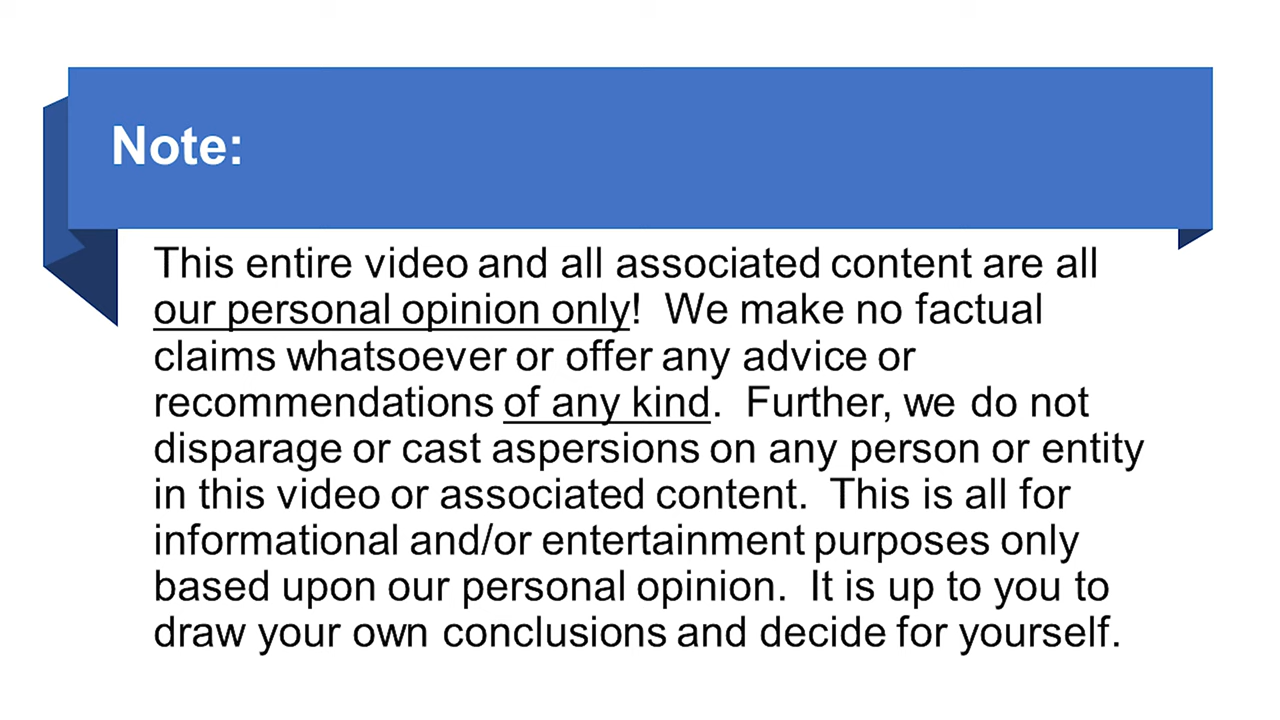 Note:
This entire video and all associated content are all
our personal opinion only!  We make no factual
claims whatsoever or offer any advice or
recommendations of any kind.  Further, we do not
disparage or cast aspersions on any person or entity
in this video or associated content.  This is all for
informational and/or entertainment purposes only
based upon our personal opinion.  It is up to you to
draw your own conclusions and decide for yourself.